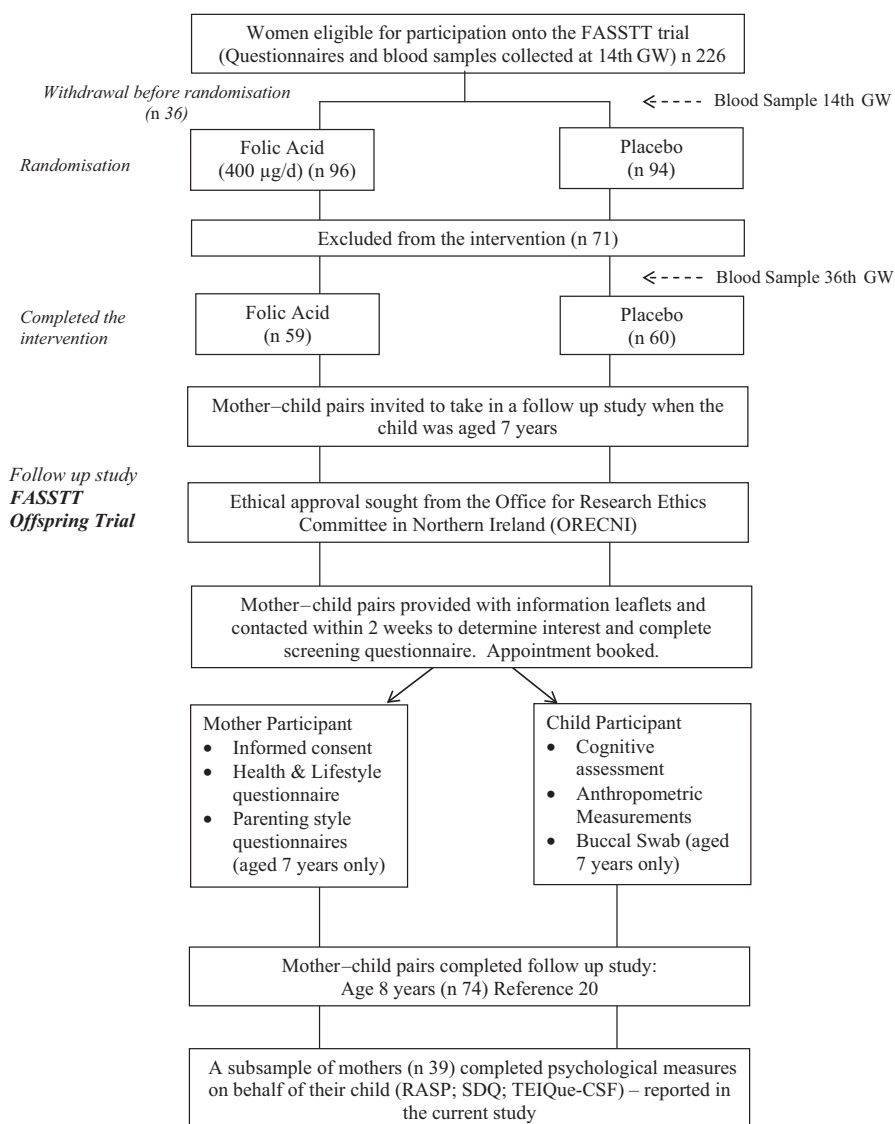 Women eligible for participation onto the FASSTT trial
(Questionnaires and blood samples collected at 14th GW) n 226
Withdrawal before randomisation
(n 36)
Blood Sample 14th GW
Randomisation
Folic Acid
(400 µg/d) (n 96)
Placebo
(n 94)
Excluded from the intervention (n 71)
Blood Sample 36th GW
Completed the
intervention
Folic Acid
(n 59)
Placebo
(n 60)
Mother–child pairs invited to take in a follow up study when the
child was aged 7 years
Follow up study
FASSTT
Offspring Trial
Ethical approval sought from the Office for Research Ethics
Committee in Northern Ireland (ORECNI)
Mother–child pairs provided with information leaflets and
contacted within 2 weeks to determine interest and complete
screening questionnaire. Appointment booked.
Mother Participant
• Informed consent
• Health & Lifestyle
questionnaire
• Parenting style
questionnaires
(aged 7 years only)
Child Participant
• Cognitive
assessment
• Anthropometric
Measurements
• Buccal Swab (aged
7 years only)
Mother–child pairs completed follow up study:
Age 8 years (n 74) Reference 20
A subsample of mothers (n 39) completed psychological measures
on behalf of their child (RASP; SDQ; TEIQue-CSF) – reported in
the current study